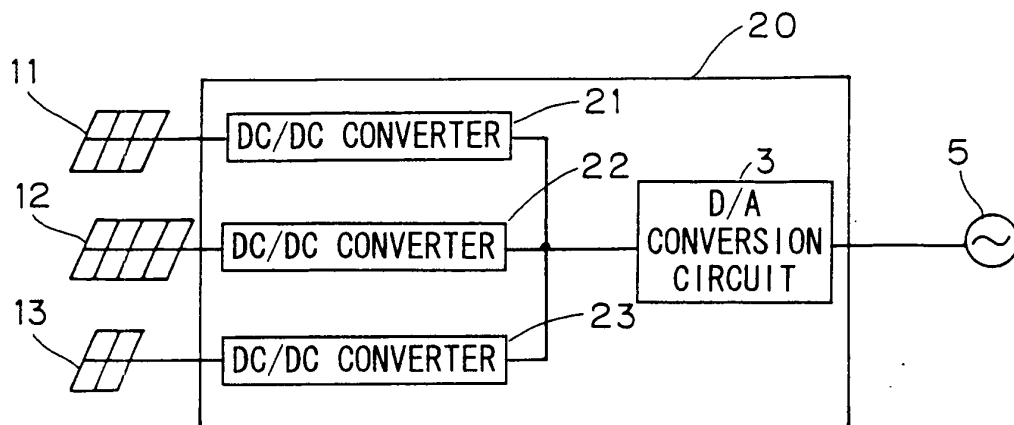 20
11
21
DC/DC CONVERTER
3
5
12
22
D/A
CONVERSION
CIRCUIT
DC/DC CONVERTER
13
23
DC/DC CONVERTER